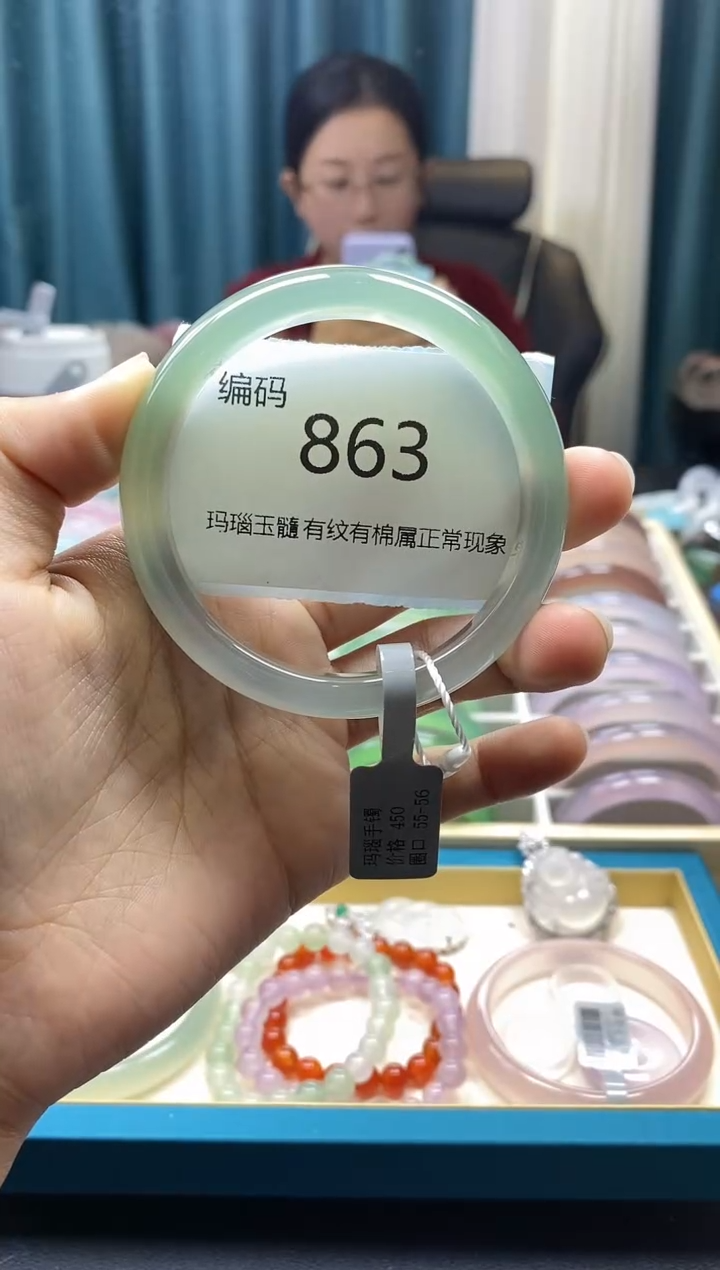 编码
863
玛瑙玉髓有纹有棉属正常现象
玛瑙手镯
价格 450
圈口 55-56